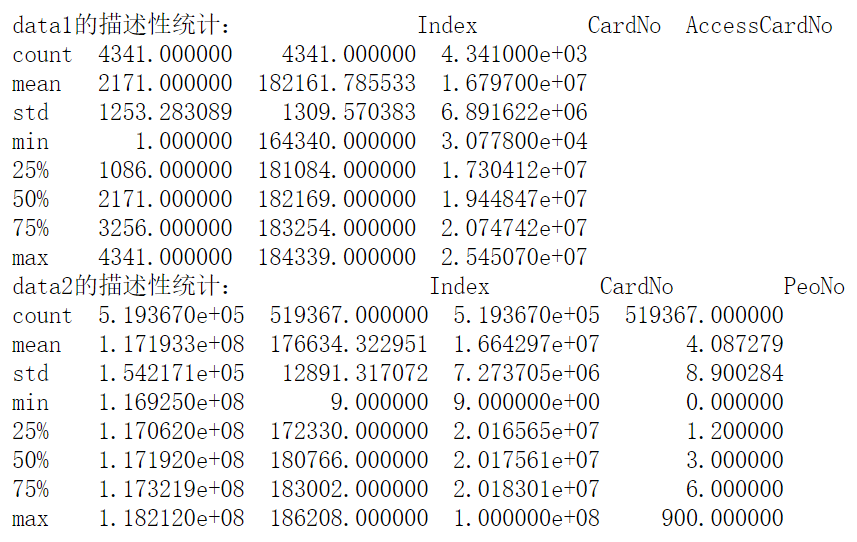 data1的描述性统计:              Index        CardNo  AccessCardNo
count  4341.000000    4341.000000  4.341000e+03
mean   2171.000000  182161.785533  1.679700e+07
std    1253.283089    1309.570383  6.891622e+06
min       1.000000  164340.000000  3.077800e+04
25%    1086.000000  181084.000000  1.730412e+07
50%    2171.000000  182169.000000  1.944847e+07
75%    3256.000000  183254.000000  2.074742e+07
max    4341.000000  184339.000000  2.545070e+07
data2的描述性统计:               Index        CardNo        PeoNo
count  5.193670e+05  519367.000000  5.193670e+05  519367.000000
mean   1.171933e+08  176634.322951  1.664297e+07       4.087279
std    1.542171e+05   12891.317072  7.273705e+06       8.900284
min    1.169250e+08       9.000000  9.000000e+00       0.000000
25%    1.170620e+08  172330.000000  2.016565e+07       1.200000
50%    1.171920e+08  180766.000000  2.017561e+07       3.000000
75%    1.173219e+08  183002.000000  2.018301e+07       6.000000
max    1.182120e+08  186208.000000  1.000000e+08     900.000000